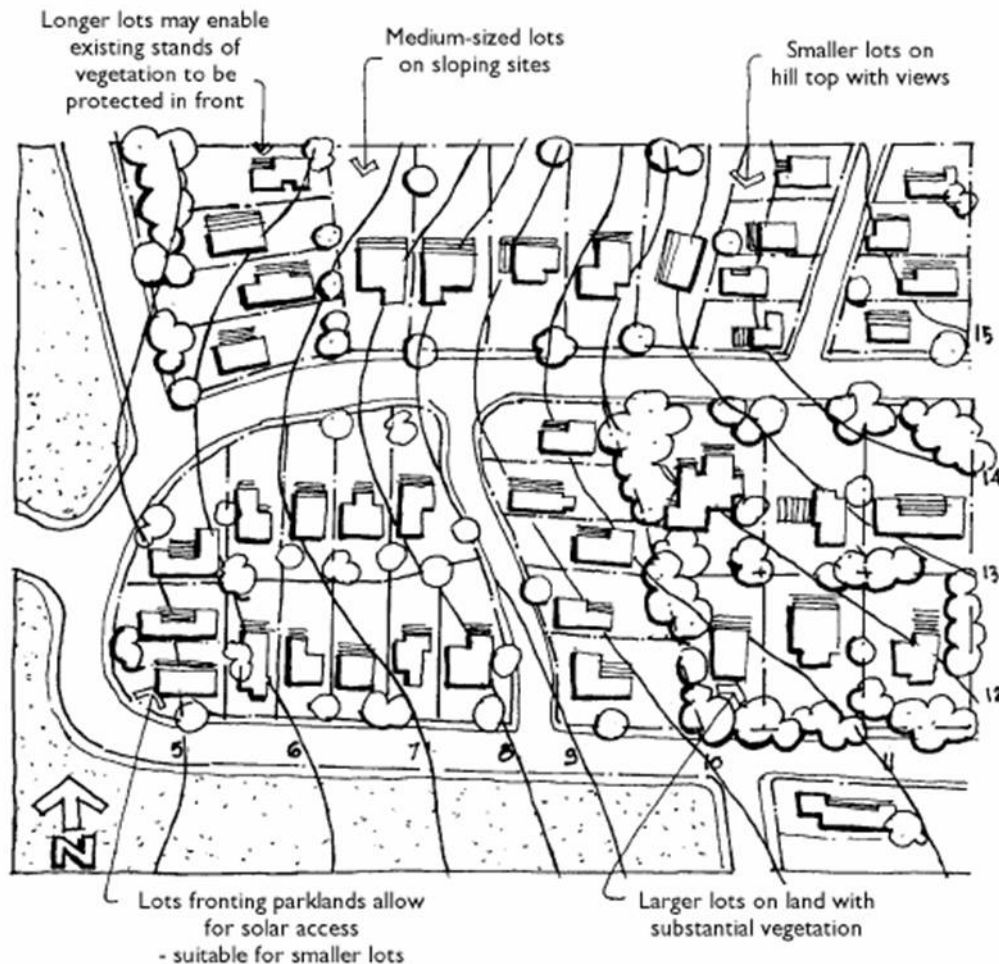 Longer lots may enable
existing stands of
vegetation to be
protected in front
Medium-sized lots
on sloping sites
Smaller lots on
hill top with views
15
14
13
12
5
6
7
8
9
10
11
N
Lots fronting parklands allow
for solar access
- suitable for smaller lots
Larger lots on land with
substantial vegetation